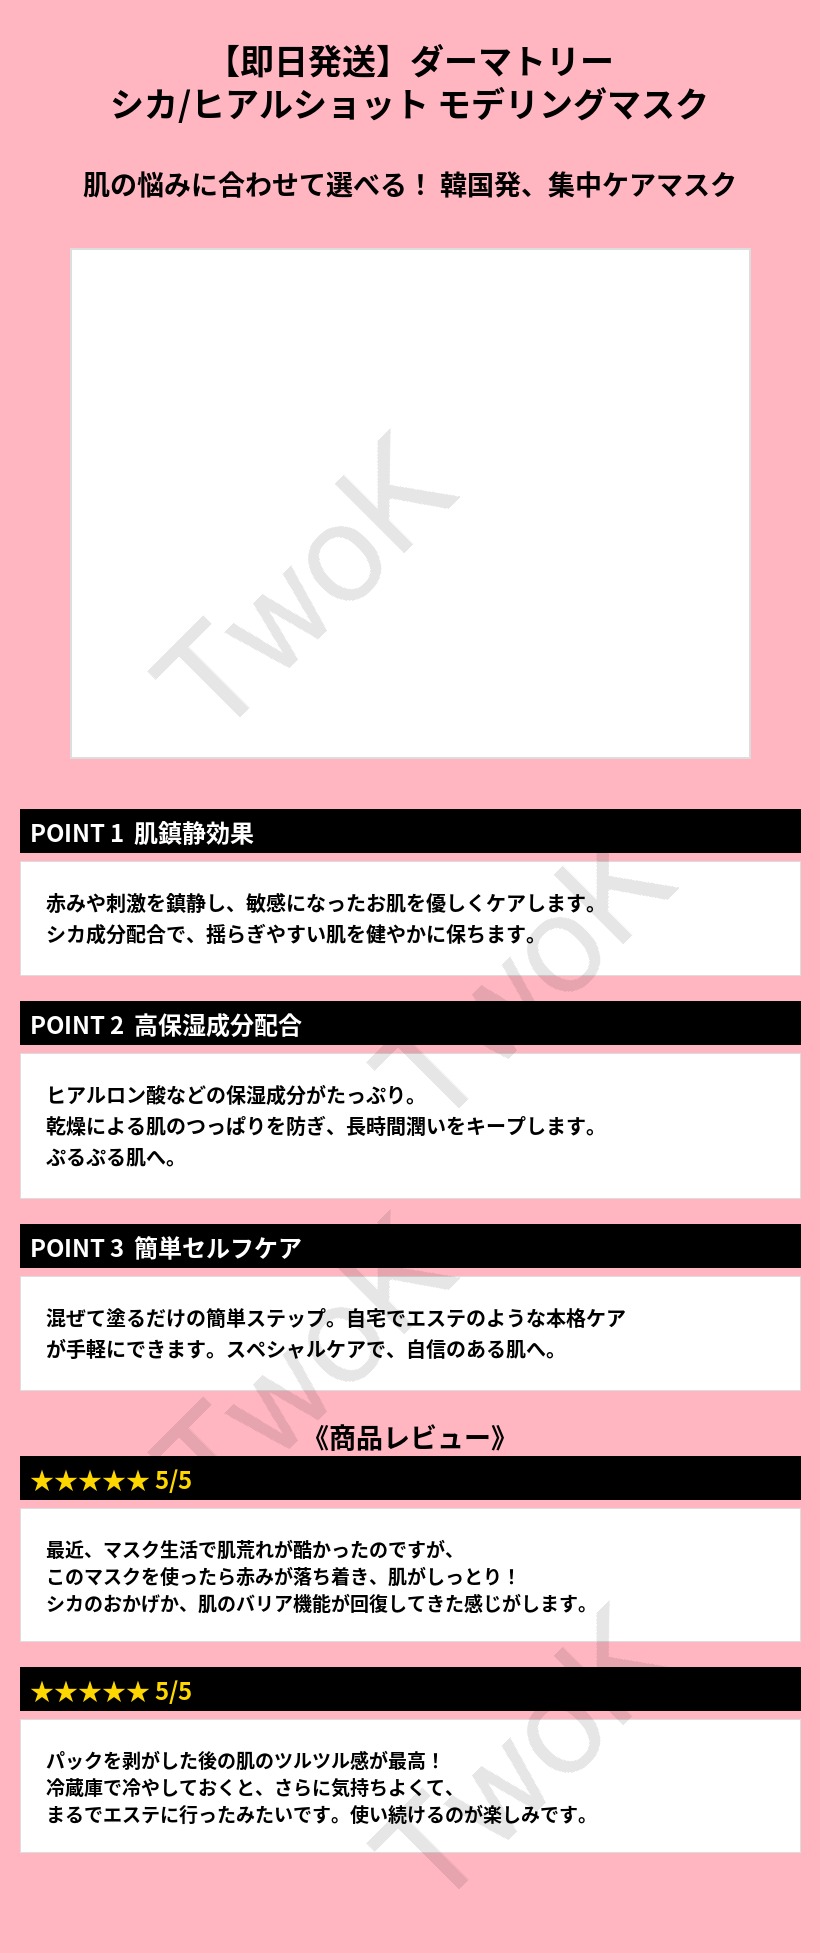 【即日発送】ダーマトリー
シカ/ヒアルショット モデリングマスク
肌の悩みに合わせて選べる！ 韓国発、集中ケアマスク
TwoK
POINT 1 肌鎮静効果
赤みや刺激を鎮静し、敏感になったお肌を優しくケアします。
シカ成分配合で、揺らぎやすい肌を健やかに保ちます。
TwoK
POINT 2 高保湿成分配合
ヒアルロン酸などの保湿成分がたっぷり。
乾燥による肌のつっぱりを防ぎ、長時間潤いをキープします。
ぷるぷる肌へ。
POINT 3 簡単セルフケア
混ぜて塗るだけの簡単ステップ。自宅でエステのような本格ケア
が手軽にできます。スペシャルケアで、自信のある肌へ。
TwoK
《商品レビュー》
★★★★★ 5/5
最近、マスク生活で肌荒れが酷かったのですが、
このマスクを使ったら赤みが落ち着き、肌がしっとり！
シカのおかげか、肌のバリア機能が回復してきた感じがします。
★★★★★ 5/5
パックを剥がした後の肌のツルツル感が最高！
冷蔵庫で冷やしておくと、さらに気持ちよくて、
まるでエステに行ったみたいです。使い続けるのが楽しみです。
TwoK